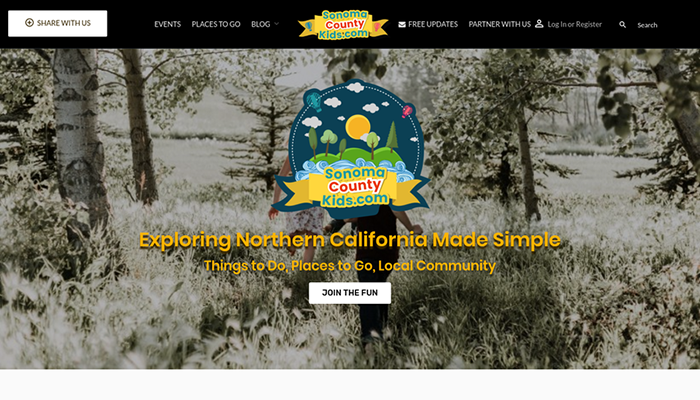 SHARE WITH US
EVENTS
PLACES TO GO
BLOG
Sonoma
County
Kids.com
FREE UPDATES
PARTNER WITH US
Log In or Register
Search
Sonoma
County
Kids.com
Exploring Northern California Made Simple
Things to Do, Places to Go, Local Community
JOIN THE FUN